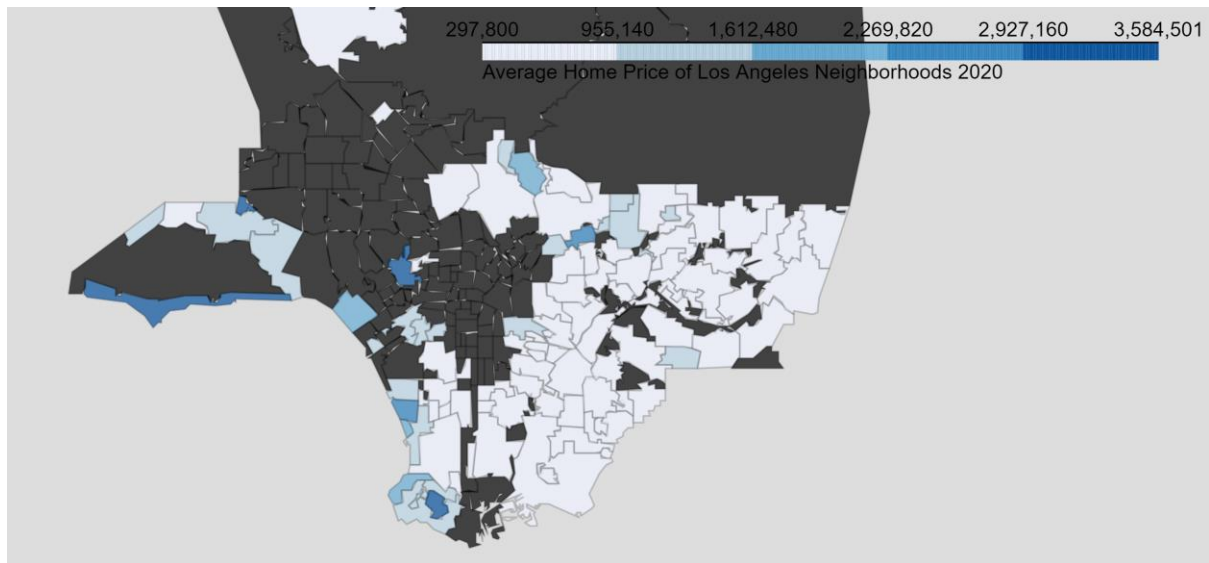 297,800 955,140 1,612,480 2,269,820 2,927,160 3,584,501
Average Home Price of Los Angeles Neighborhoods 2020